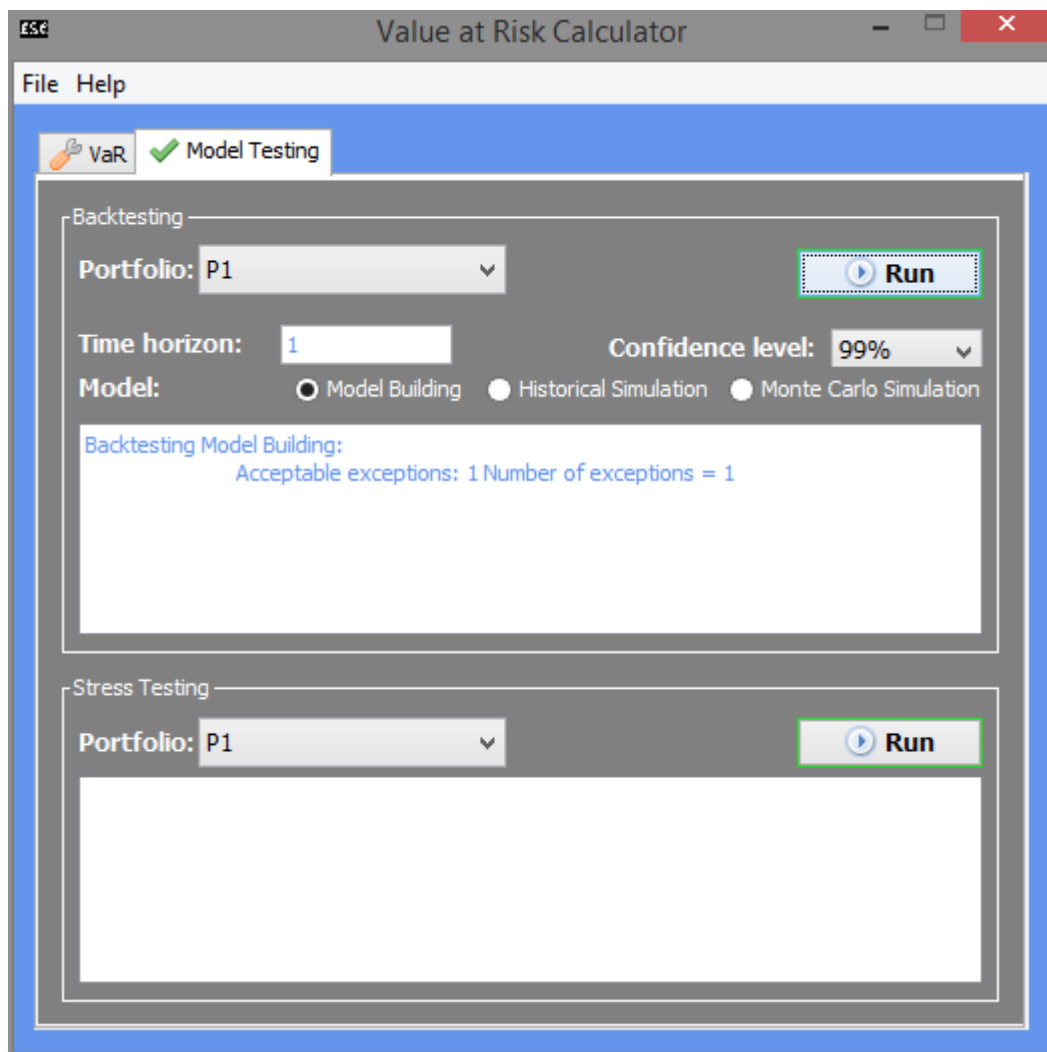 Value at Risk Calculator
File Help
VaR Model Testing
Backtesting
Portfolio: P1 Run
Time horizon: 1 Confidence level: 99%
Model: Model Building Historical Simulation Monte Carlo Simulation
Backtesting Model Building:
Acceptable exceptions: 1 Number of exceptions = 1
Stress Testing
Portfolio: P1 Run